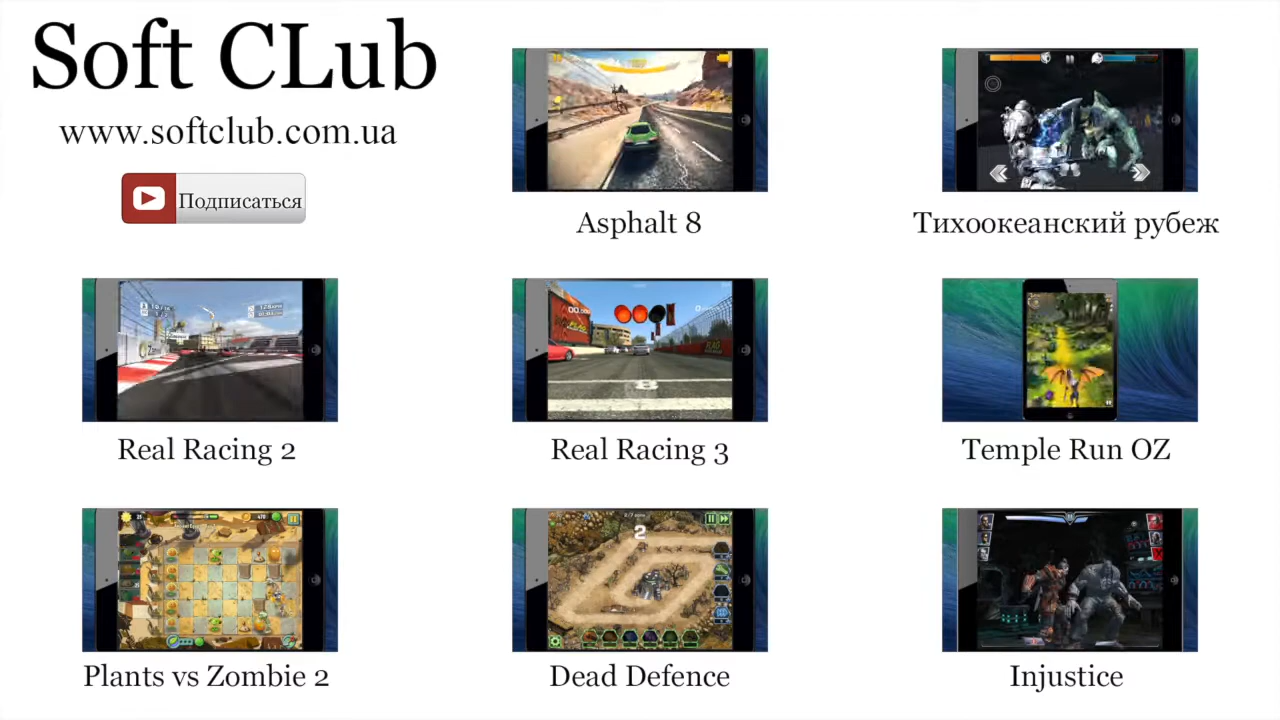 Soft CLub
www.softclub.com.ua
Подписаться
Asphalt 8
Тихоокеанский рубеж
Real Racing 2
Real Racing 3
Temple Run OZ
2
Plants vs Zombie 2
Dead Defence
Injustice